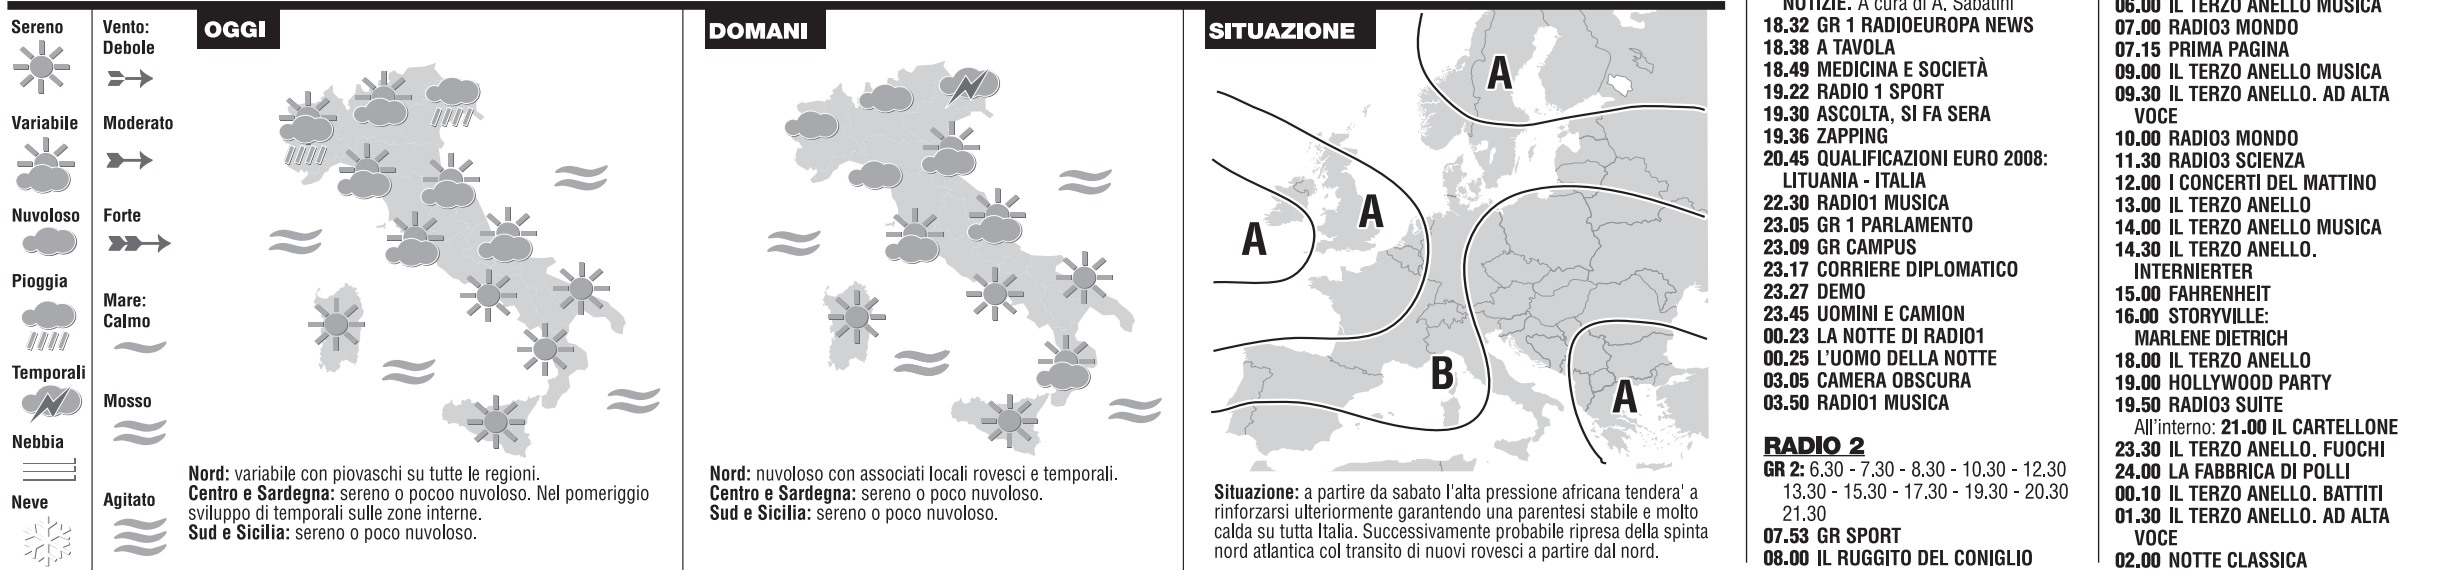 Sereno
Variabile
Nuvoloso
Pioggia
Temporali
Nebbia
Neve
Vento:
Debole
Moderato
Forte
Mare:
Calmo
Mosso
Agitato
OGGI
Nord: variabile con piovaschi su tutte le regioni.
Centro e Sardegna: sereno o pocoo nuvoloso. Nel pomeriggio
sviluppo di temporali sulle zone interne.
Sud e Sicilia: sereno o poco nuvoloso.
DOMANI
Nord: nuvoloso con associati locali rovesci e temporali.
Centro e Sardegna: sereno o poco nuvoloso.
Sud e Sicilia: sereno o poco nuvoloso.
SITUAZIONE
A
A
A
B
A
Situazione: a partire da sabato l'alta pressione africana tendera' a
rinforzarsi ulteriormente garantendo una parentesi stabile e molto
calda su tutta Italia. Successivamente probabile ripresa della spinta
nord atlantica col transito di nuovi rovesci a partire dal nord.
NOTIZIE. A cura di A. Sabatini
18.32 GR 1 RADIOEUROPA NEWS
18.38 A TAVOLA
18.49 MEDICINA E SOCIETÀ
19.22 RADIO 1 SPORT
19.30 ASCOLTA, SI FA SERA
19.36 ZAPPING
20.45 QUALIFICAZIONI EURO 2008:
LITUANIA - ITALIA
22.30 RADIO1 MUSICA
23.05 GR 1 PARLAMENTO
23.09 GR CAMPUS
23.17 CORRIERE DIPLOMATICO
23.27 DEMO
23.45 UOMINI E CAMION
00.23 LA NOTTE DI RADIO1
00.25 L'UOMO DELLA NOTTE
03.05 CAMERA OBSCURA
03.50 RADIO1 MUSICA
RADIO 2
GR 2: 6.30 - 7.30 - 8.30 - 10.30 - 12.30
13.30 - 15.30 - 17.30 - 19.30 - 20.30
21.30
07.53 GR SPORT
08.00 IL RUGGITO DEL CONIGLIO
06.00 IL TERZO ANELLO MUSICA
07.00 RADIO3 MONDO
07.15 PRIMA PAGINA
09.00 IL TERZO ANELLO MUSICA
09.30 IL TERZO ANELLO. AD ALTA
VOCE
10.00 RADIO3 MONDO
11.30 RADIO3 SCIENZA
12.00 I CONCERTI DEL MATTINO
13.00 IL TERZO ANELLO
14.00 IL TERZO ANELLO MUSICA
14.30 IL TERZO ANELLO.
INTERNIERTER
15.00 FAHRENHEIT
16.00 STORYVILLE:
MARLENE DIETRICH
18.00 IL TERZO ANELLO
19.00 HOLLYWOOD PARTY
19.50 RADIO3 SUITE
All'interno: 21.00 IL CARTELLONE
23.30 IL TERZO ANELLO. FUOCHI
24.00 LA FABBRICA DI POLLI
00.10 IL TERZO ANELLO. BATTITI
01.30 IL TERZO ANELLO. AD ALTA
VOCE
02.00 NOTTE CLASSICA